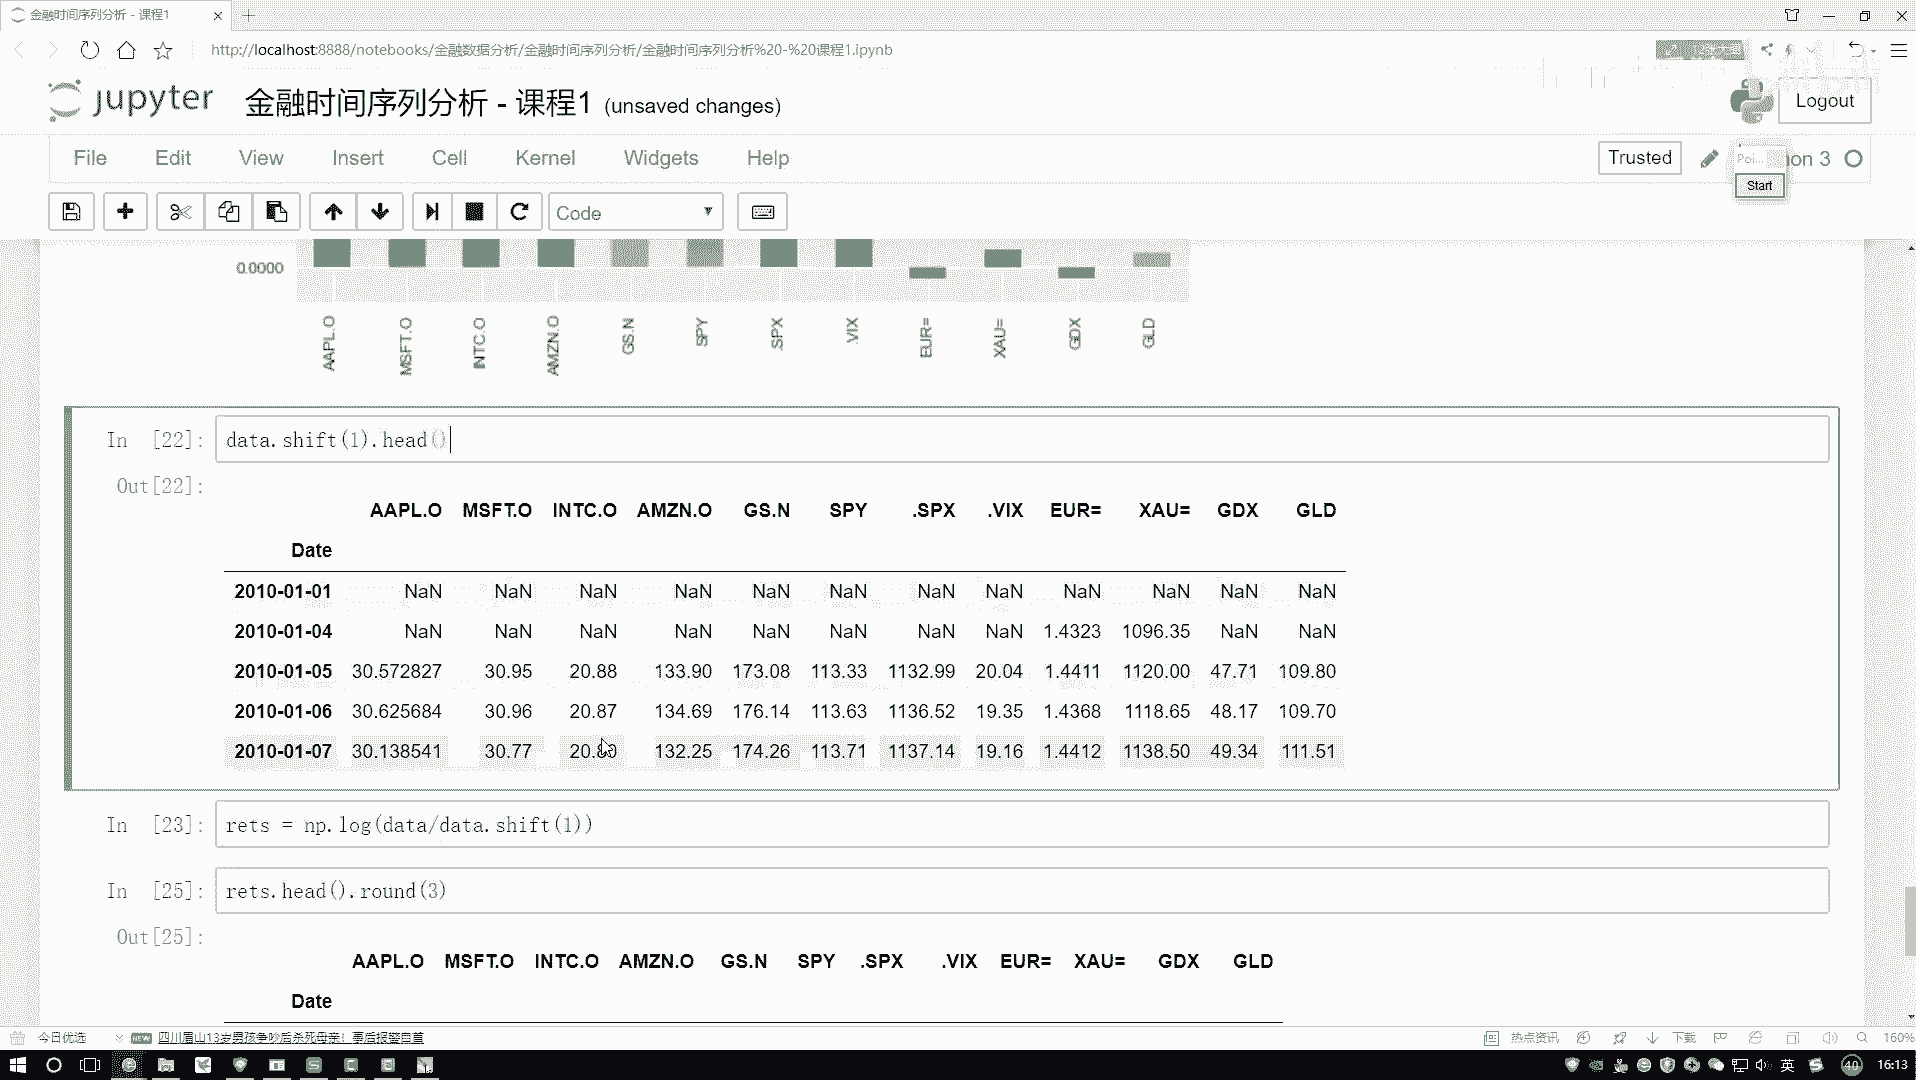 金融时间序列分析 - 课程1
http://localhost:8888/notebooks/金融数据分析/金融时间序列分析/金融时间序列分析%20-%20课程1.ipynb
jupyter 金融时间序列分析 - 课程1 (unsaved changes)
Logout
File Edit View Insert Cell Kernel Widgets Help
Trusted
Poi... on 3
Start
Code
0.0000
AAPL.O MSFT.O INTC.O AMZN.O GS.N SPY .SPX .VIX EUR= XAU= GDX GLD
In [22]: data.shift(1).head()
Out[22]:
AAPL.O MSFT.O INTC.O AMZN.O GS.N SPY .SPX .VIX EUR= XAU= GDX GLD
Date
2010-01-01 NaN NaN NaN NaN NaN NaN NaN NaN NaN NaN NaN NaN
2010-01-04 NaN NaN NaN NaN NaN NaN NaN NaN 1.4323 1096.35 NaN NaN
2010-01-05 30.572827 30.95 20.88 133.90 173.08 113.33 1132.99 20.04 1.4411 1120.00 47.71 109.80
2010-01-06 30.625684 30.96 20.87 134.69 176.14 113.63 1136.52 19.35 1.4368 1118.65 48.17 109.70
2010-01-07 30.138541 30.77 20.80 132.25 174.26 113.71 1137.14 19.16 1.4412 1138.50 49.34 111.51
In [23]: rets = np.log(data/data.shift(1))
In [25]: rets.head().round(3)
Out[25]:
AAPL.O MSFT.O INTC.O AMZN.O GS.N SPY .SPX .VIX EUR= XAU= GDX GLD
Date
今日优选 NEW 四川眉山13岁男孩争吵后杀死母亲！事后报警自首
热点资讯 下载 160%
英 40 16:13